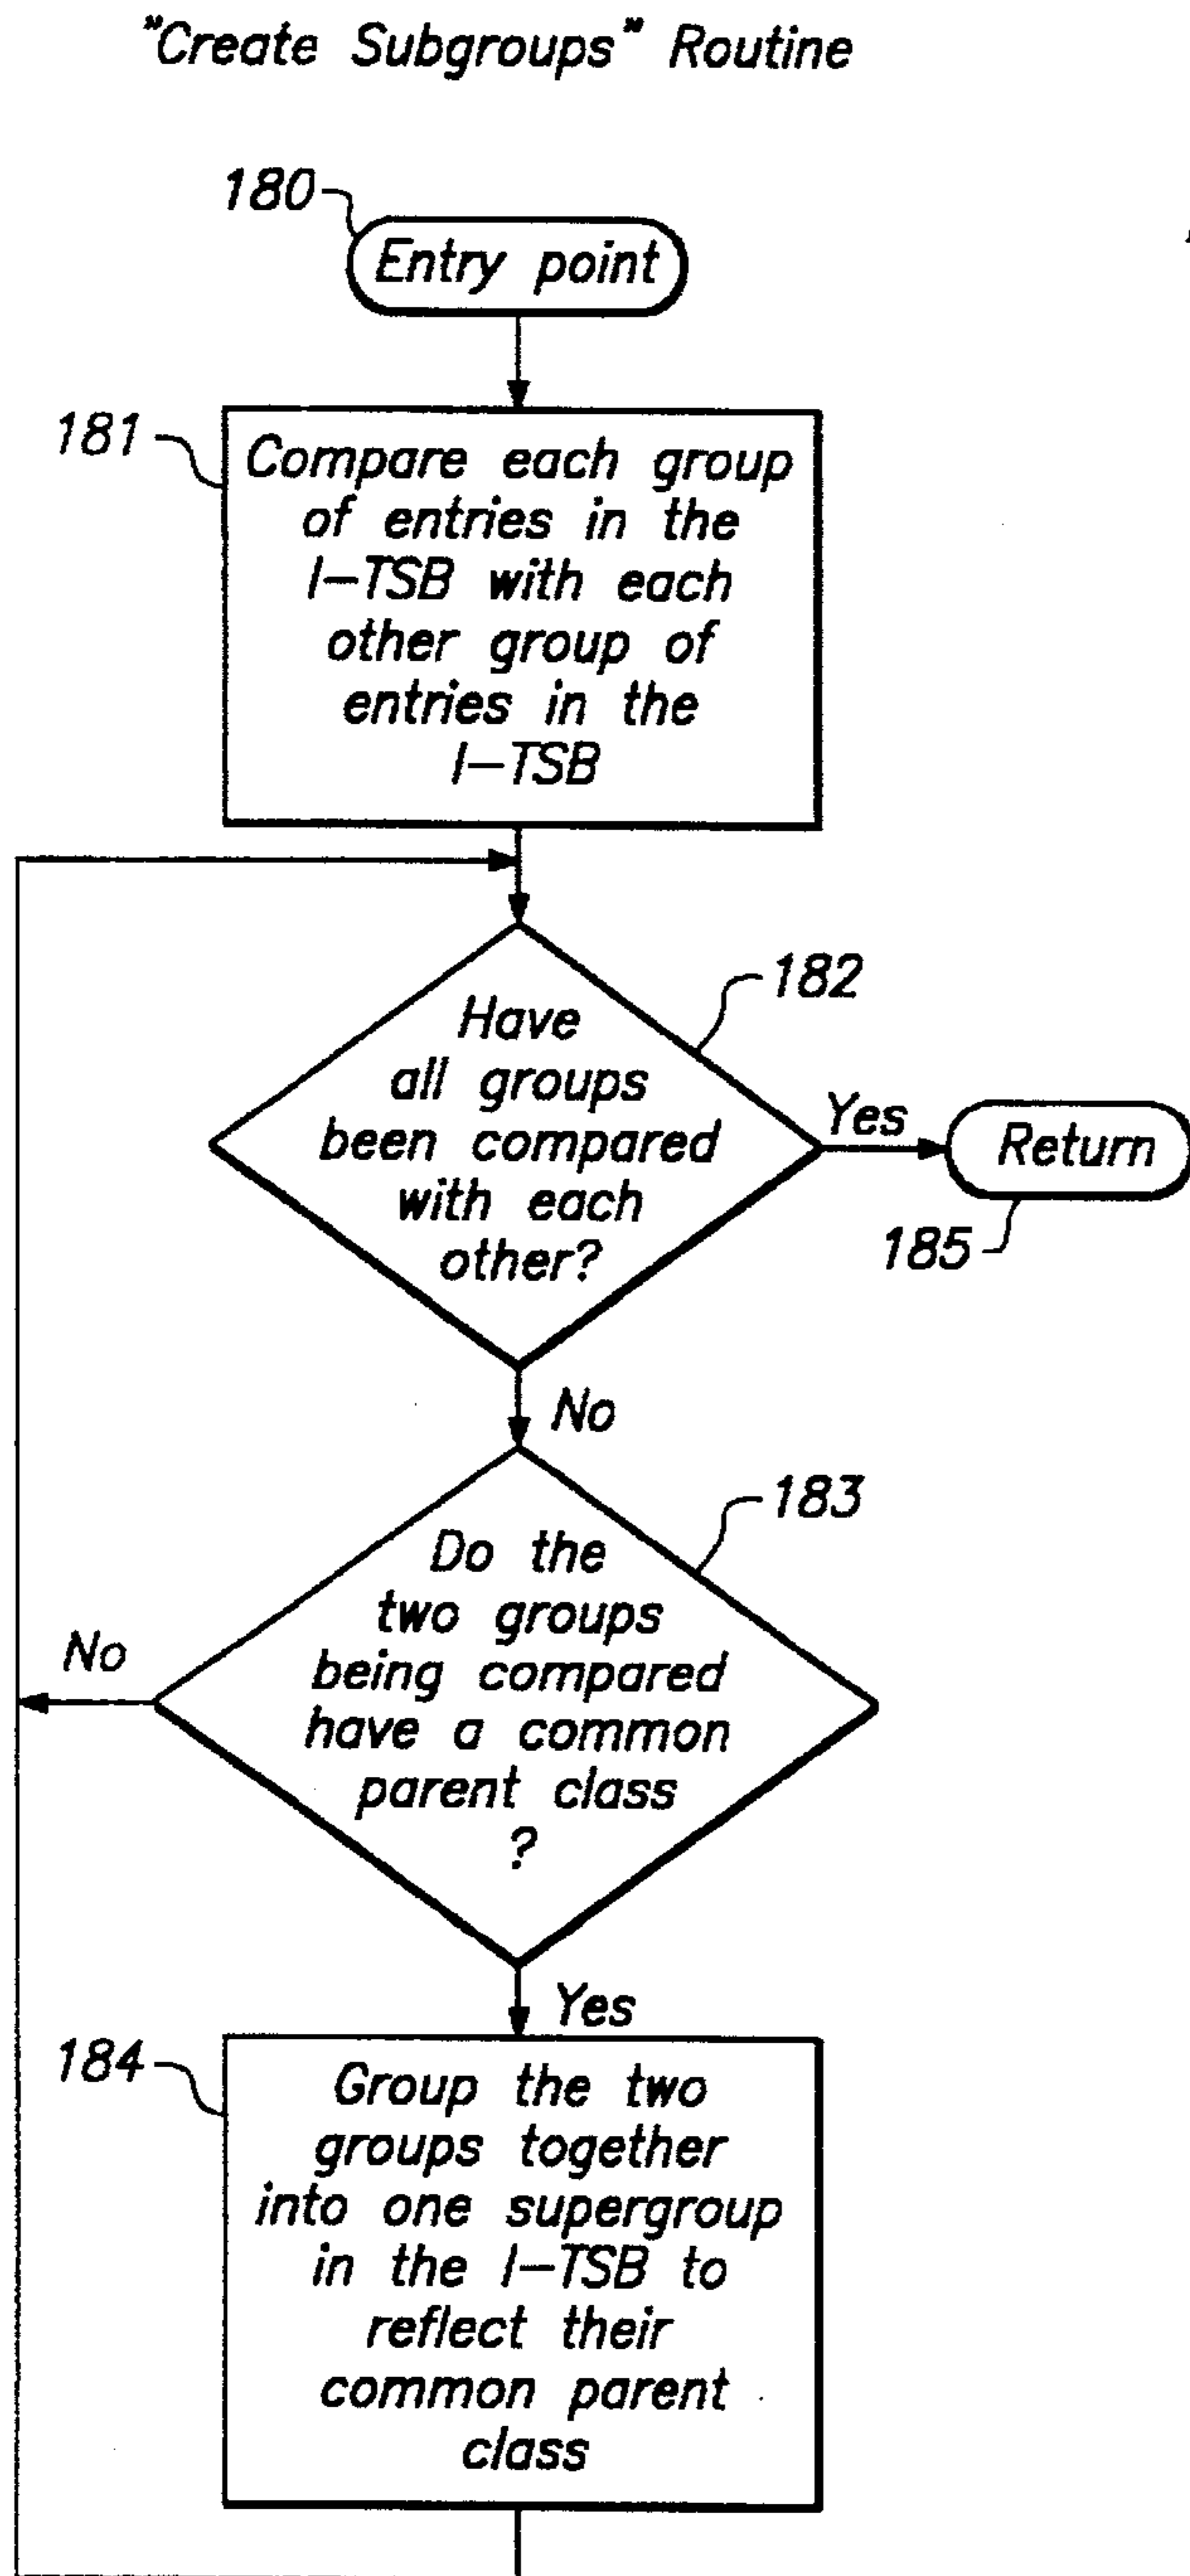 "Create Subgroups" Routine
180
Entry point
181
Compare each group
of entries in the
I-TSB with each
other group of
entries in the
I-TSB
182
Have
all groups
been compared
with each
other?
Yes
Return
185
No
183
Do the
two groups
being compared
have a common
parent class
?
No
Yes
184
Group the two
groups together
into one supergroup
in the I-TSB to
reflect their
common parent
class